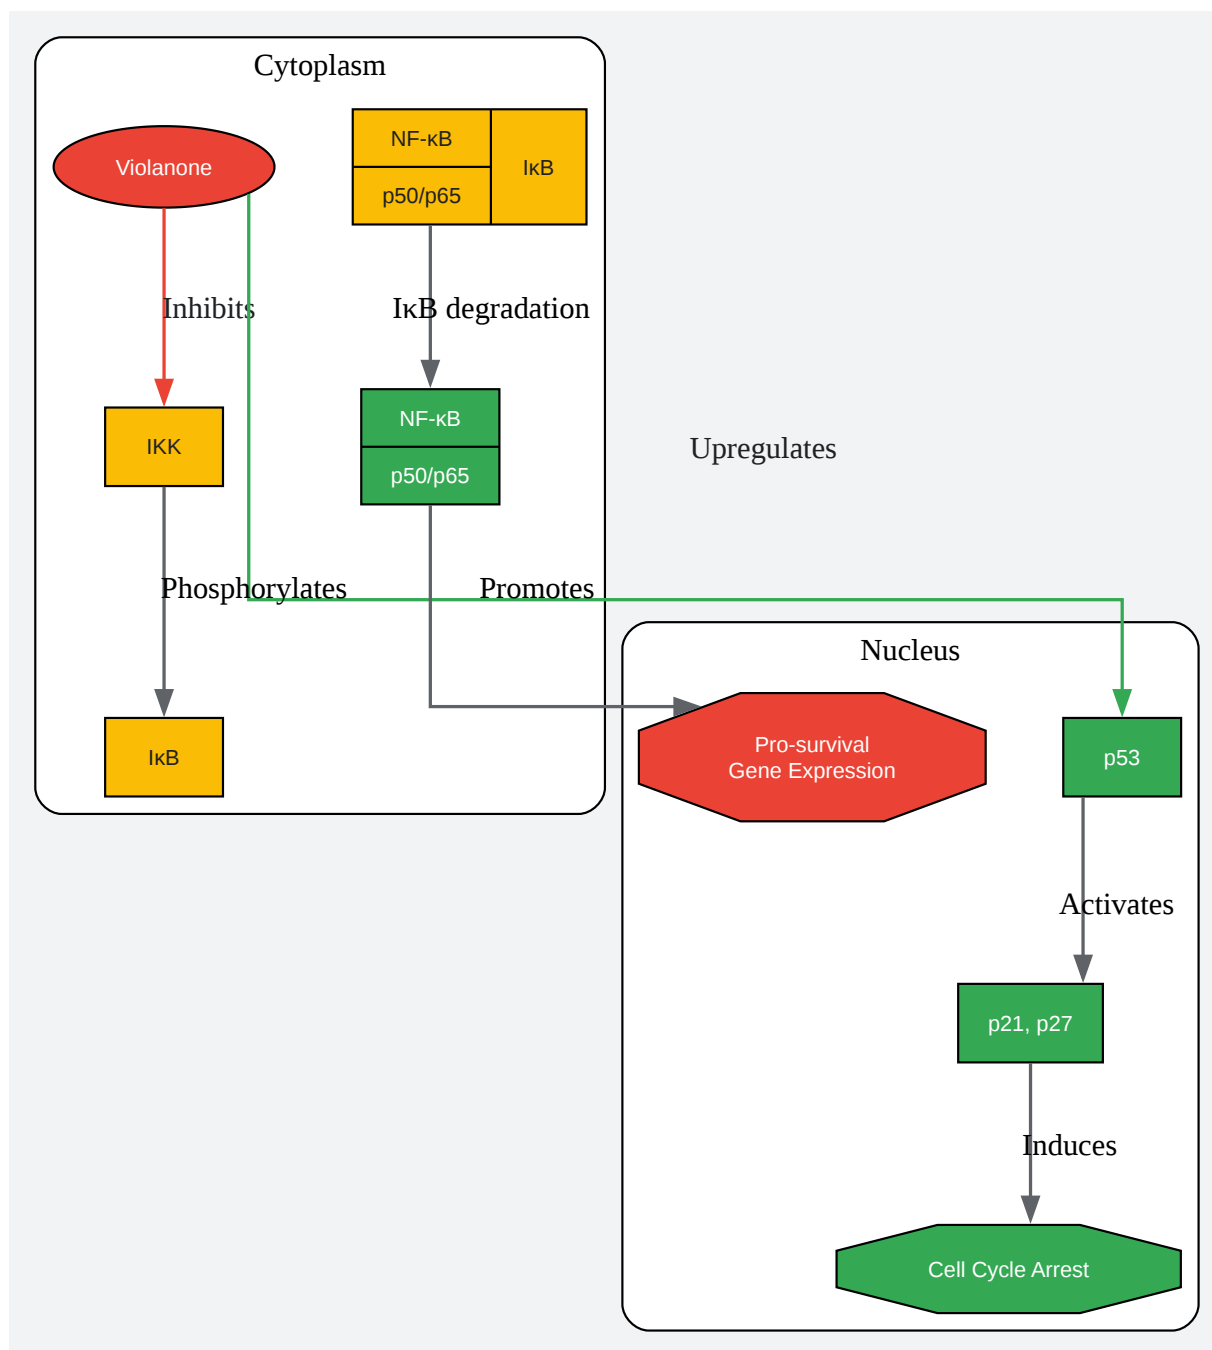 Cytoplasm
Violanone
NF-κB
p50/p65
IκB
Inhibits
IκB degradation
IKK
NF-κB
p50/p65
Upregulates
Phosphorylates
Promotes
Nucleus
IκB
Pro-survival
Gene Expression
p53
Activates
p21, p27
Induces
Cell Cycle Arrest